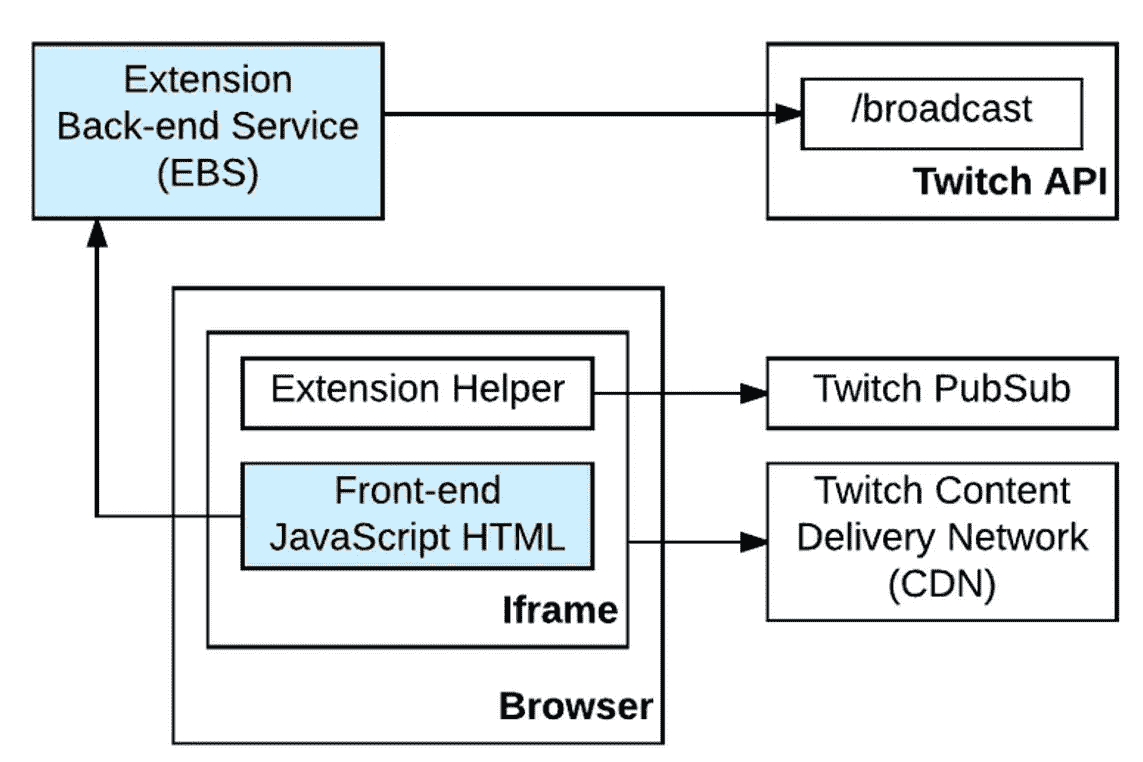 Extension
Back-end Service
(EBS)
/broadcast
Twitch API
Extension Helper
Twitch PubSub
Front-end
JavaScript HTML
Twitch Content
Delivery Network
(CDN)
Iframe
Browser